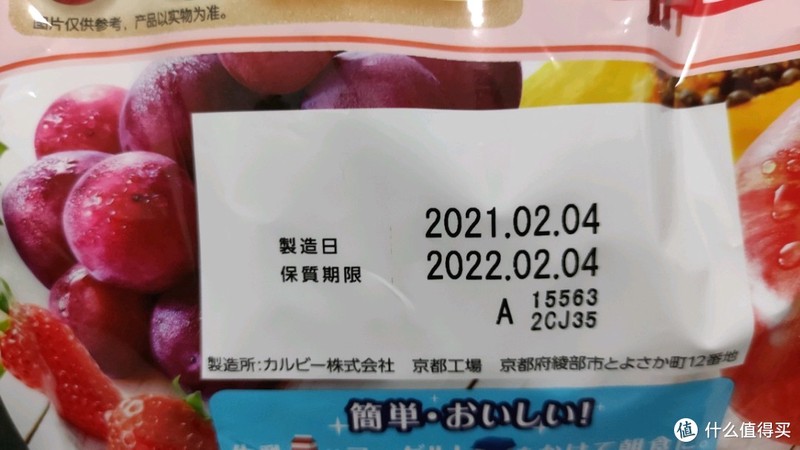 图片仅供参考，产品以实物为准。
製造日 2021.02.04
保質期限 2022.02.04
A 15563
2CJ35
製造所:カルビー株式会社 京都工場 京都府綾部市とよさか町12番地
簡単・おいしい!
值 什么值得买